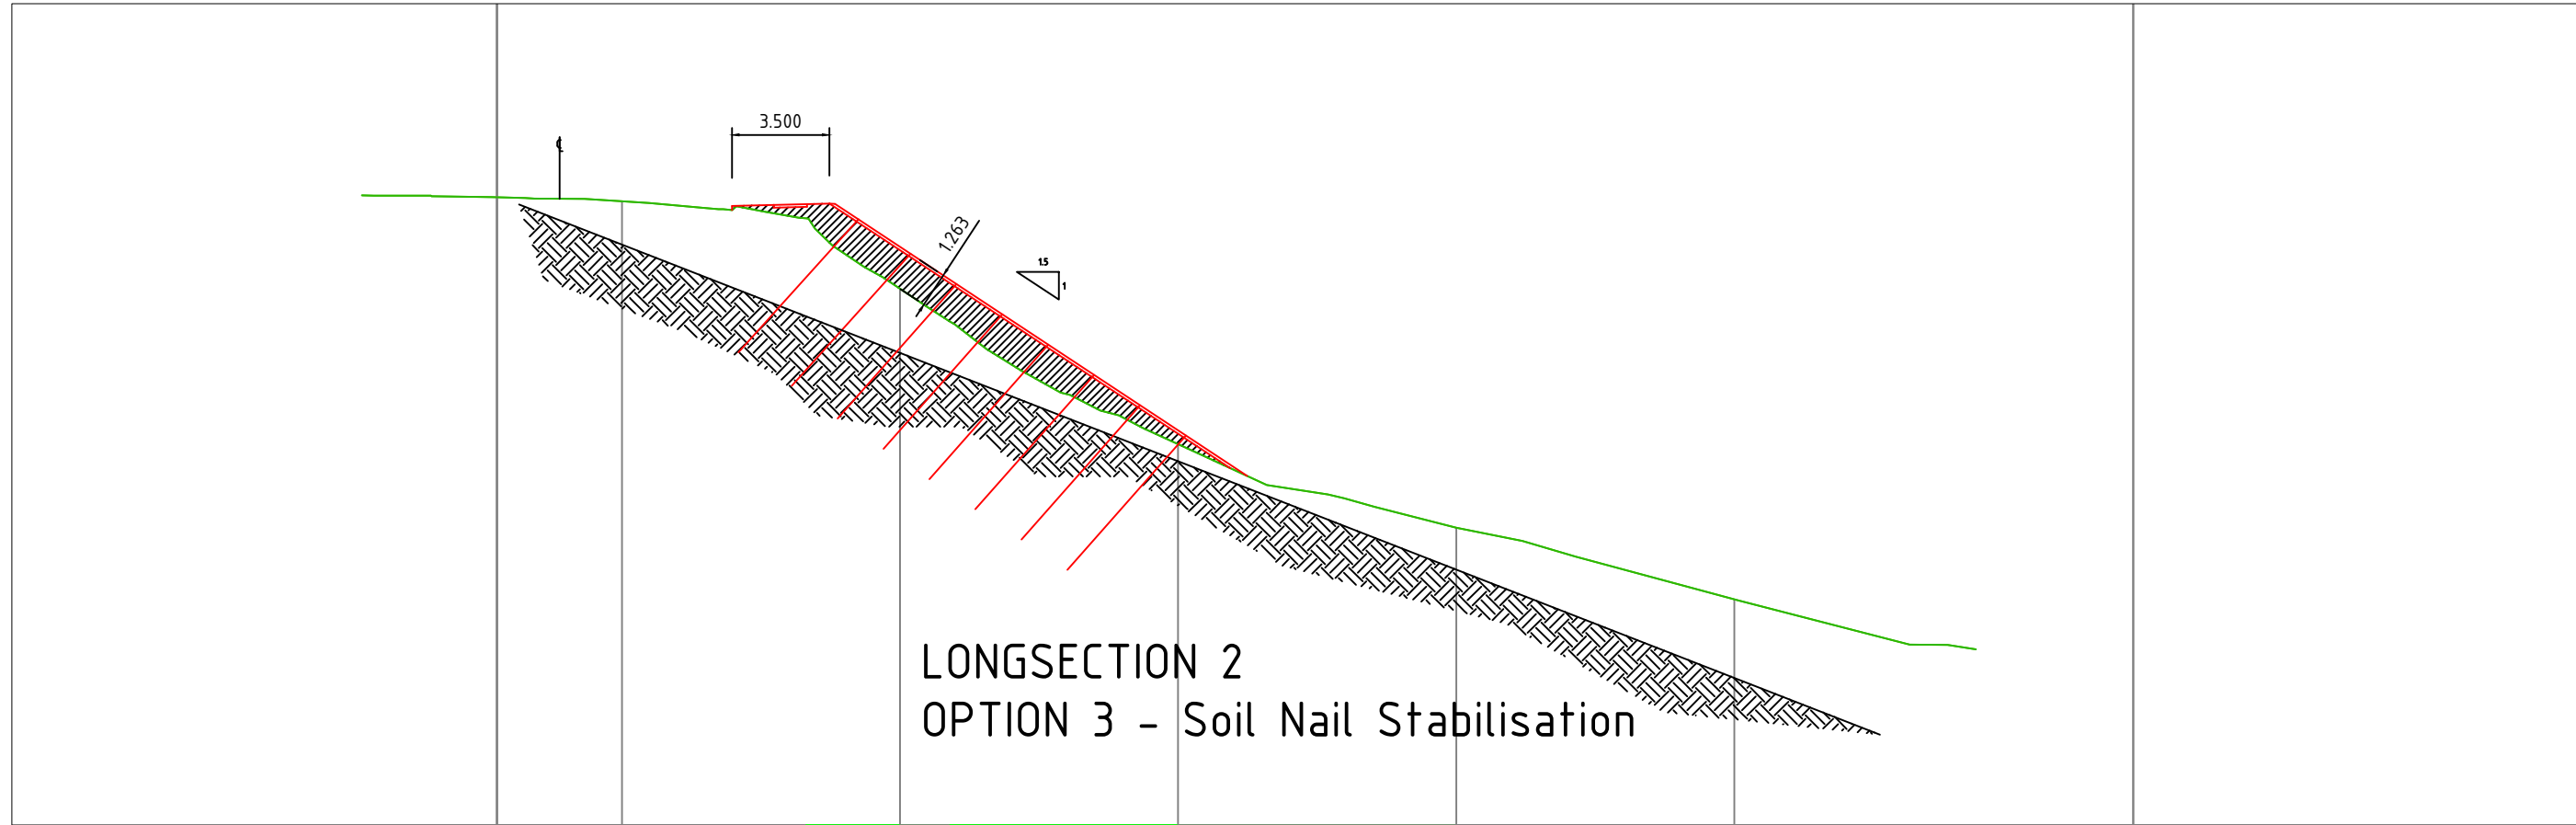 3.500
℄
1.263
1.5
1
LONGSECTION 2
OPTION 3 - Soil Nail Stabilisation